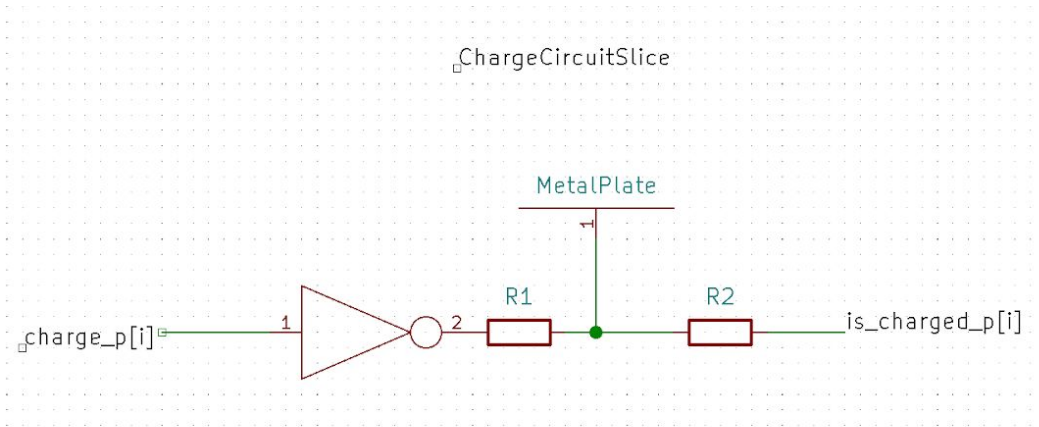 ChargeCircuitSlice
MetalPlate
1
R1
R2
charge_p[i]
1
2
is_charged_p[i]